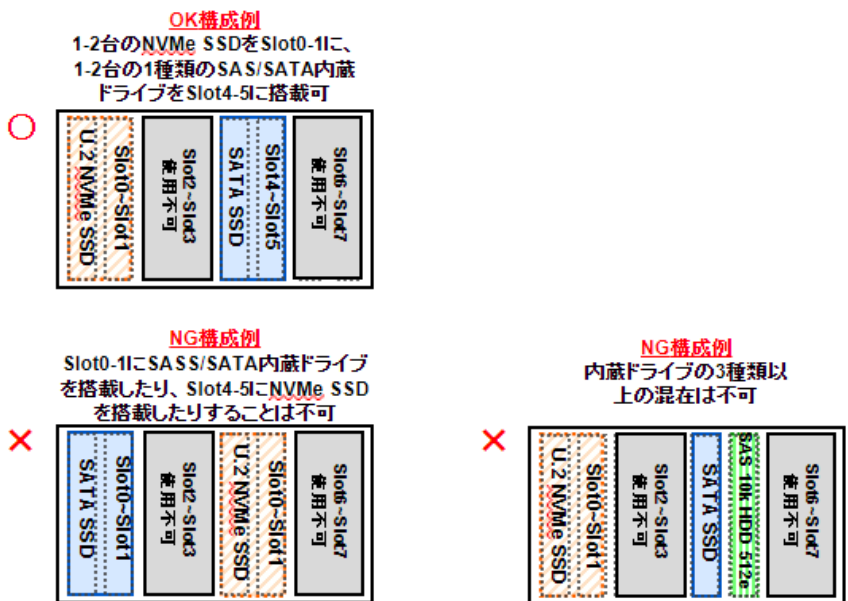 OK構成例
1-2台のNVMe SSDをSlot0-1に、
1-2台の1種類のSAS/SATA内蔵
ドライブをSlot4-5に搭載可
○
Slot0~Slot1
U.2 NVMe SSD
Slot2~Slot3
使用不可
Slot4~Slot5
SATA SSD
Slot6~Slot7
使用不可
NG構成例
Slot0-1にSASS/SATA内蔵ドライブ
を搭載したり、Slot4-5にNVMe SSD
を搭載したりすることは不可
×
Slot0~Slot1
SATA SSD
Slot2~Slot3
使用不可
Slot0~Slot1
U.2 NVMe SSD
Slot6~Slot7
使用不可
NG構成例
内蔵ドライブの3種類以
上の混在は不可
×
Slot0~Slot1
U.2 NVMe SSD
Slot2~Slot3
使用不可
SATA SSD
SAS 10k HDD 512e
Slot6~Slot7
使用不可